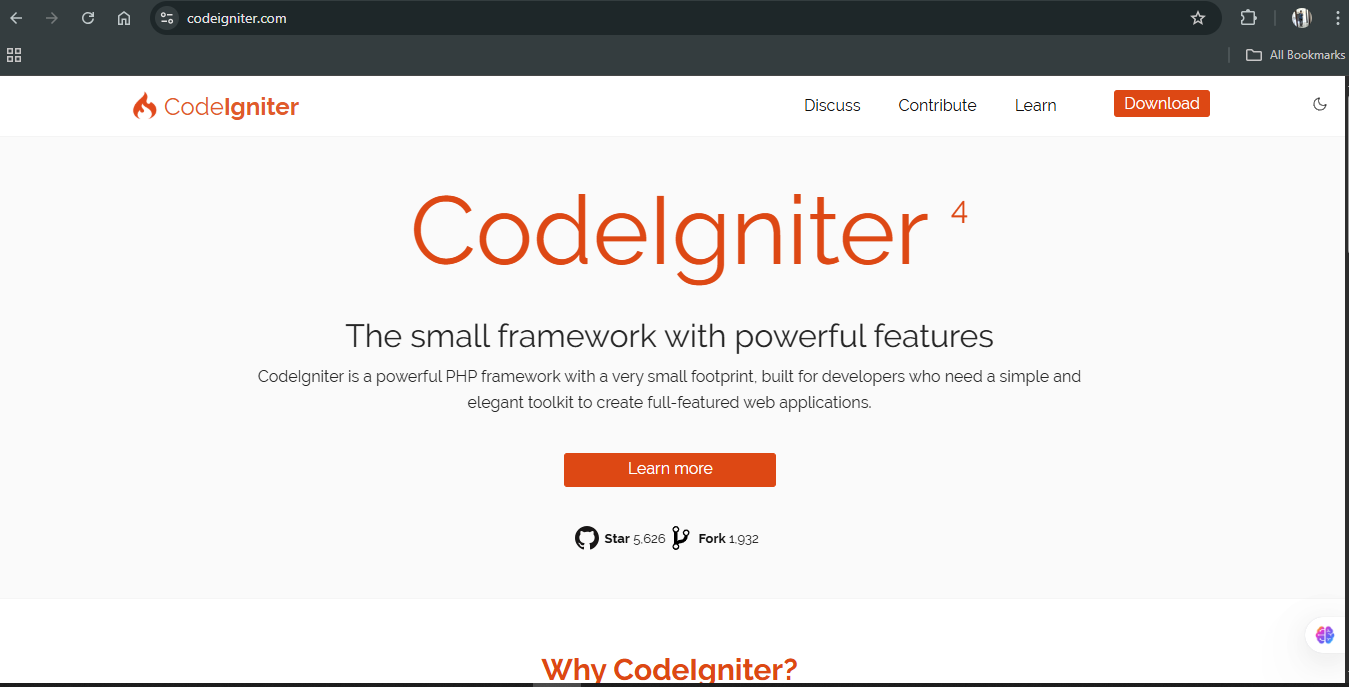 codeigniter.com
All Bookmarks
CodeIgniter
Discuss
Contribute
Learn
Download
CodeIgniter 4
The small framework with powerful features
CodeIgniter is a powerful PHP framework with a very small footprint, built for developers who need a simple and
elegant toolkit to create full-featured web applications.
Learn more
Star 5,626 Fork 1,932
Why CodeIgniter?